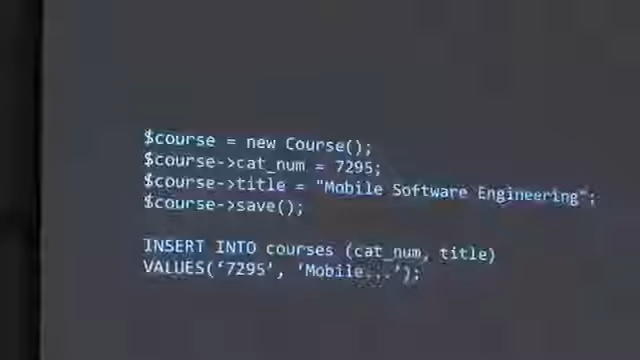 $course = new Course();
$course->cat_num = 7295;
$course->title = "Mobile Software Engineering";
$course->save();
INSERT INTO courses (cat_num, title)
VALUES(‘7295’, ‘Mobile...’);